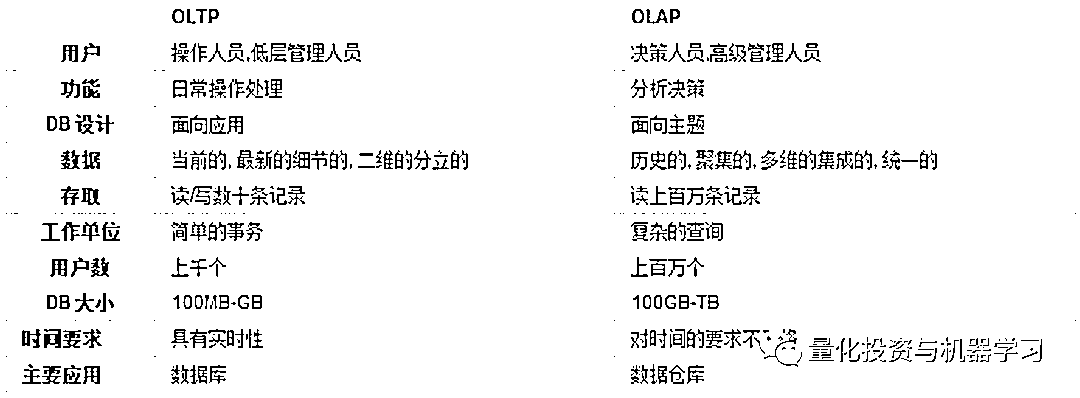 OLTP OLAP
用户 操作人员,低层管理人员 决策人员,高级管理人员
功能 日常操作处理 分析决策
DB 设计 面向应用 面向主题
数据 当前的, 最新的细节的, 二维的分立的 历史的, 聚集的, 多维的集成的, 统一的
存取 读/写数十条记录 读上百万条记录
工作单位 简单的事务 复杂的查询
用户数 上千个 上百万个
DB 大小 100MB-GB 100GB-TB
时间要求 具有实时性 对时间的要求不 格
主要应用 数据库 数据仓库
量化投资与机器学习